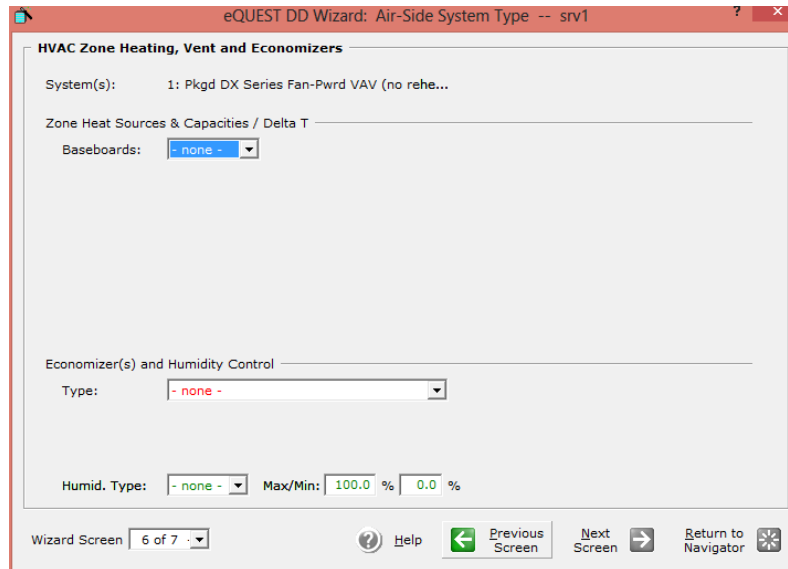 eQUEST DD Wizard: Air-Side System Type -- srv1 ? ×
HVAC Zone Heating, Vent and Economizers
System(s): 1: Pkgd DX Series Fan-Pwrd VAV (no rehe...
Zone Heat Sources & Capacities / Delta T
Baseboards: - none -
Economizer(s) and Humidity Control
Type: - none -
Humid. Type: - none - Max/Min: 100.0 % 0.0 %
Wizard Screen 6 of 7 Help Previous Screen Next Screen Return to Navigator